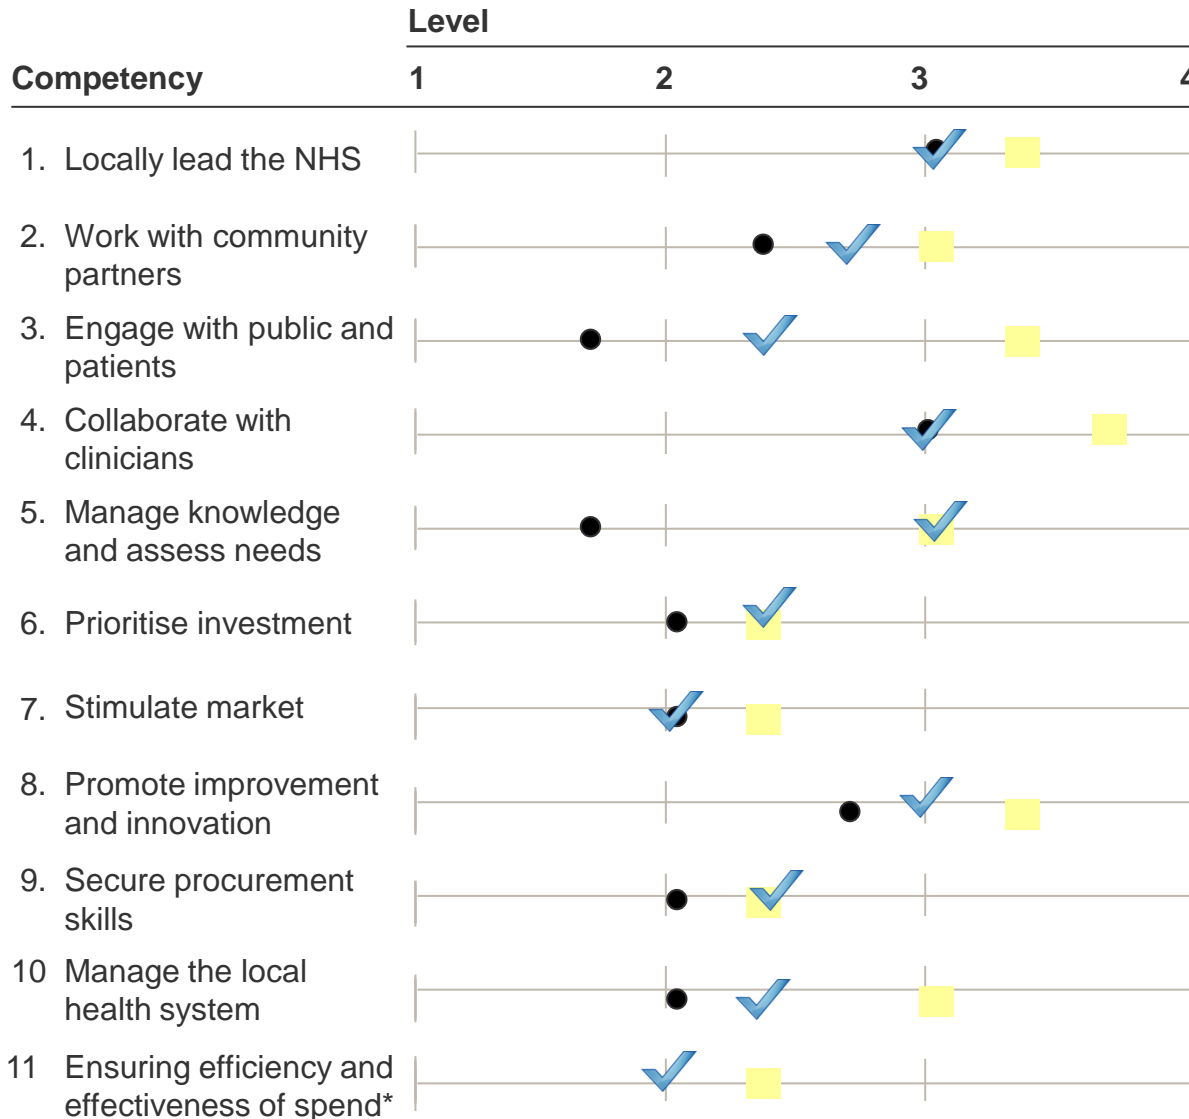 Level
Competency 1 2 3 4
1. Locally lead the NHS
2. Work with community
partners
3. Engage with public and
patients
4. Collaborate with
clinicians
5. Manage knowledge
and assess needs
6. Prioritise investment
7. Stimulate market
8. Promote improvement
and innovation
9. Secure procurement
skills
10 Manage the local
health system
11 Ensuring efficiency and
effectiveness of spend*